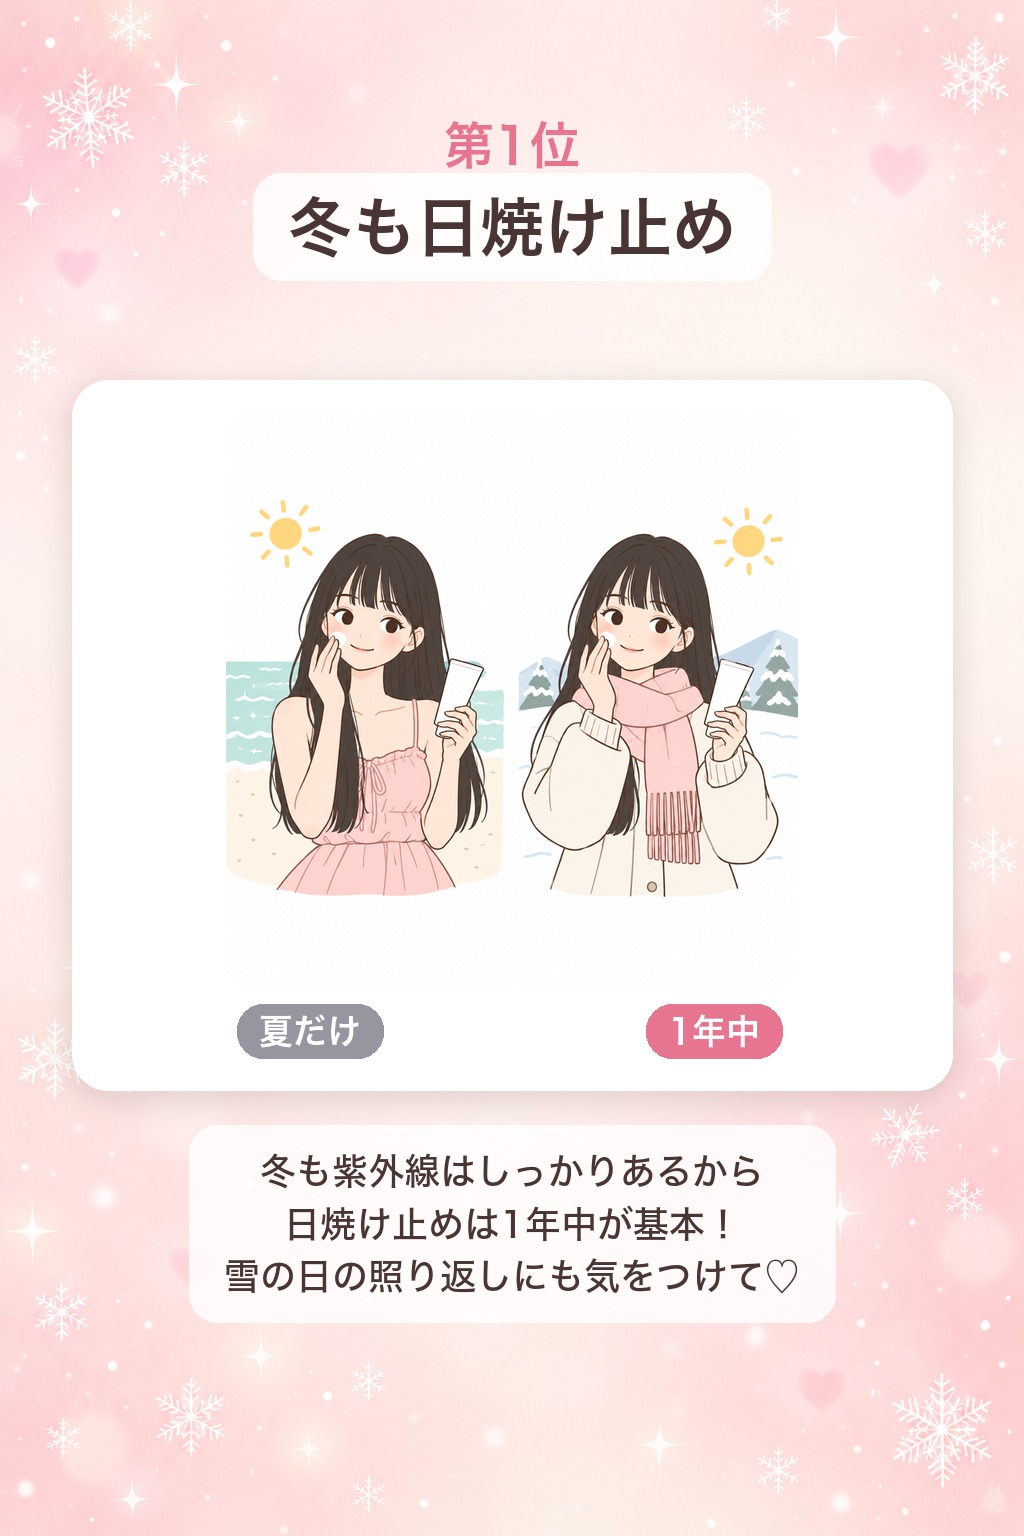 第1位
冬も日焼け止め
夏だけ
1年中
冬も紫外線はしっかりあるから
日焼け止めは1年中が基本！
雪の日の照り返しにも気をつけて♡